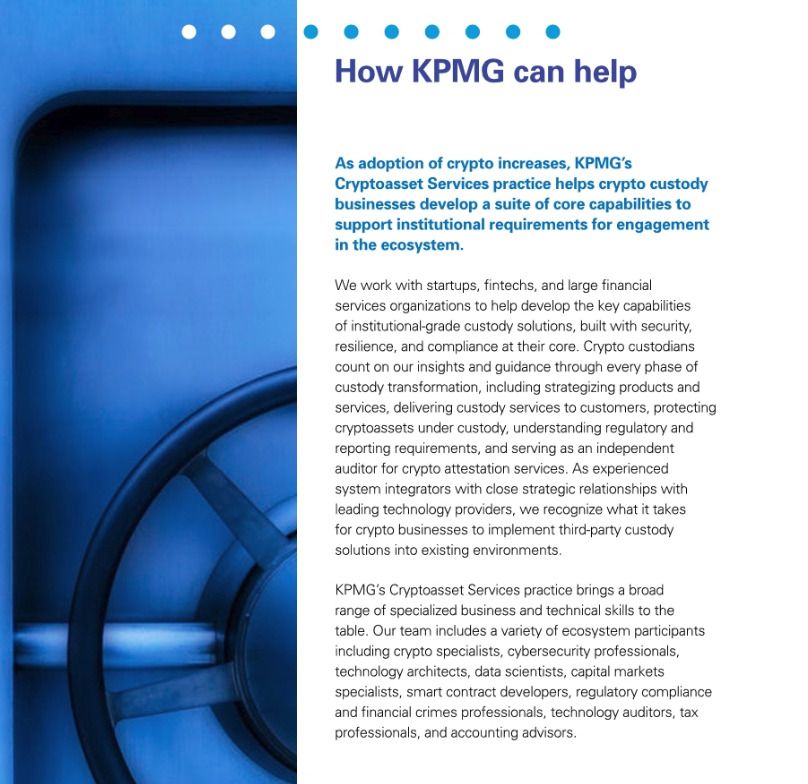 How KPMG can help
As adoption of crypto increases, KPMG's
Cryptoasset Services practice helps crypto custody
businesses develop a suite of core capabilities to
support institutional requirements for engagement
in the ecosystem.
We work with startups, fintechs, and large financial
services organizations to help develop the key capabilities
of institutional-grade custody solutions, built with security,
resilience, and compliance at their core. Crypto custodians
count on our insights and guidance through every phase of
custody transformation, including strategizing products and
services, delivering custody services to customers, protecting
cryptoassets under custody, understanding regulatory and
reporting requirements, and serving as an independent
auditor for crypto attestation services. As experienced
system integrators with close strategic relationships with
leading technology providers, we recognize what it takes
for crypto businesses to implement third-party custody
solutions into existing environments.
KPMG's Cryptoasset Services practice brings a broad
range of specialized business and technical skills to the
table. Our team includes a variety of ecosystem participants
including crypto specialists, cybersecurity professionals,
technology architects, data scientists, capital markets
specialists, smart contract developers, regulatory compliance
and financial crimes professionals, technology auditors, tax
professionals, and accounting advisors.